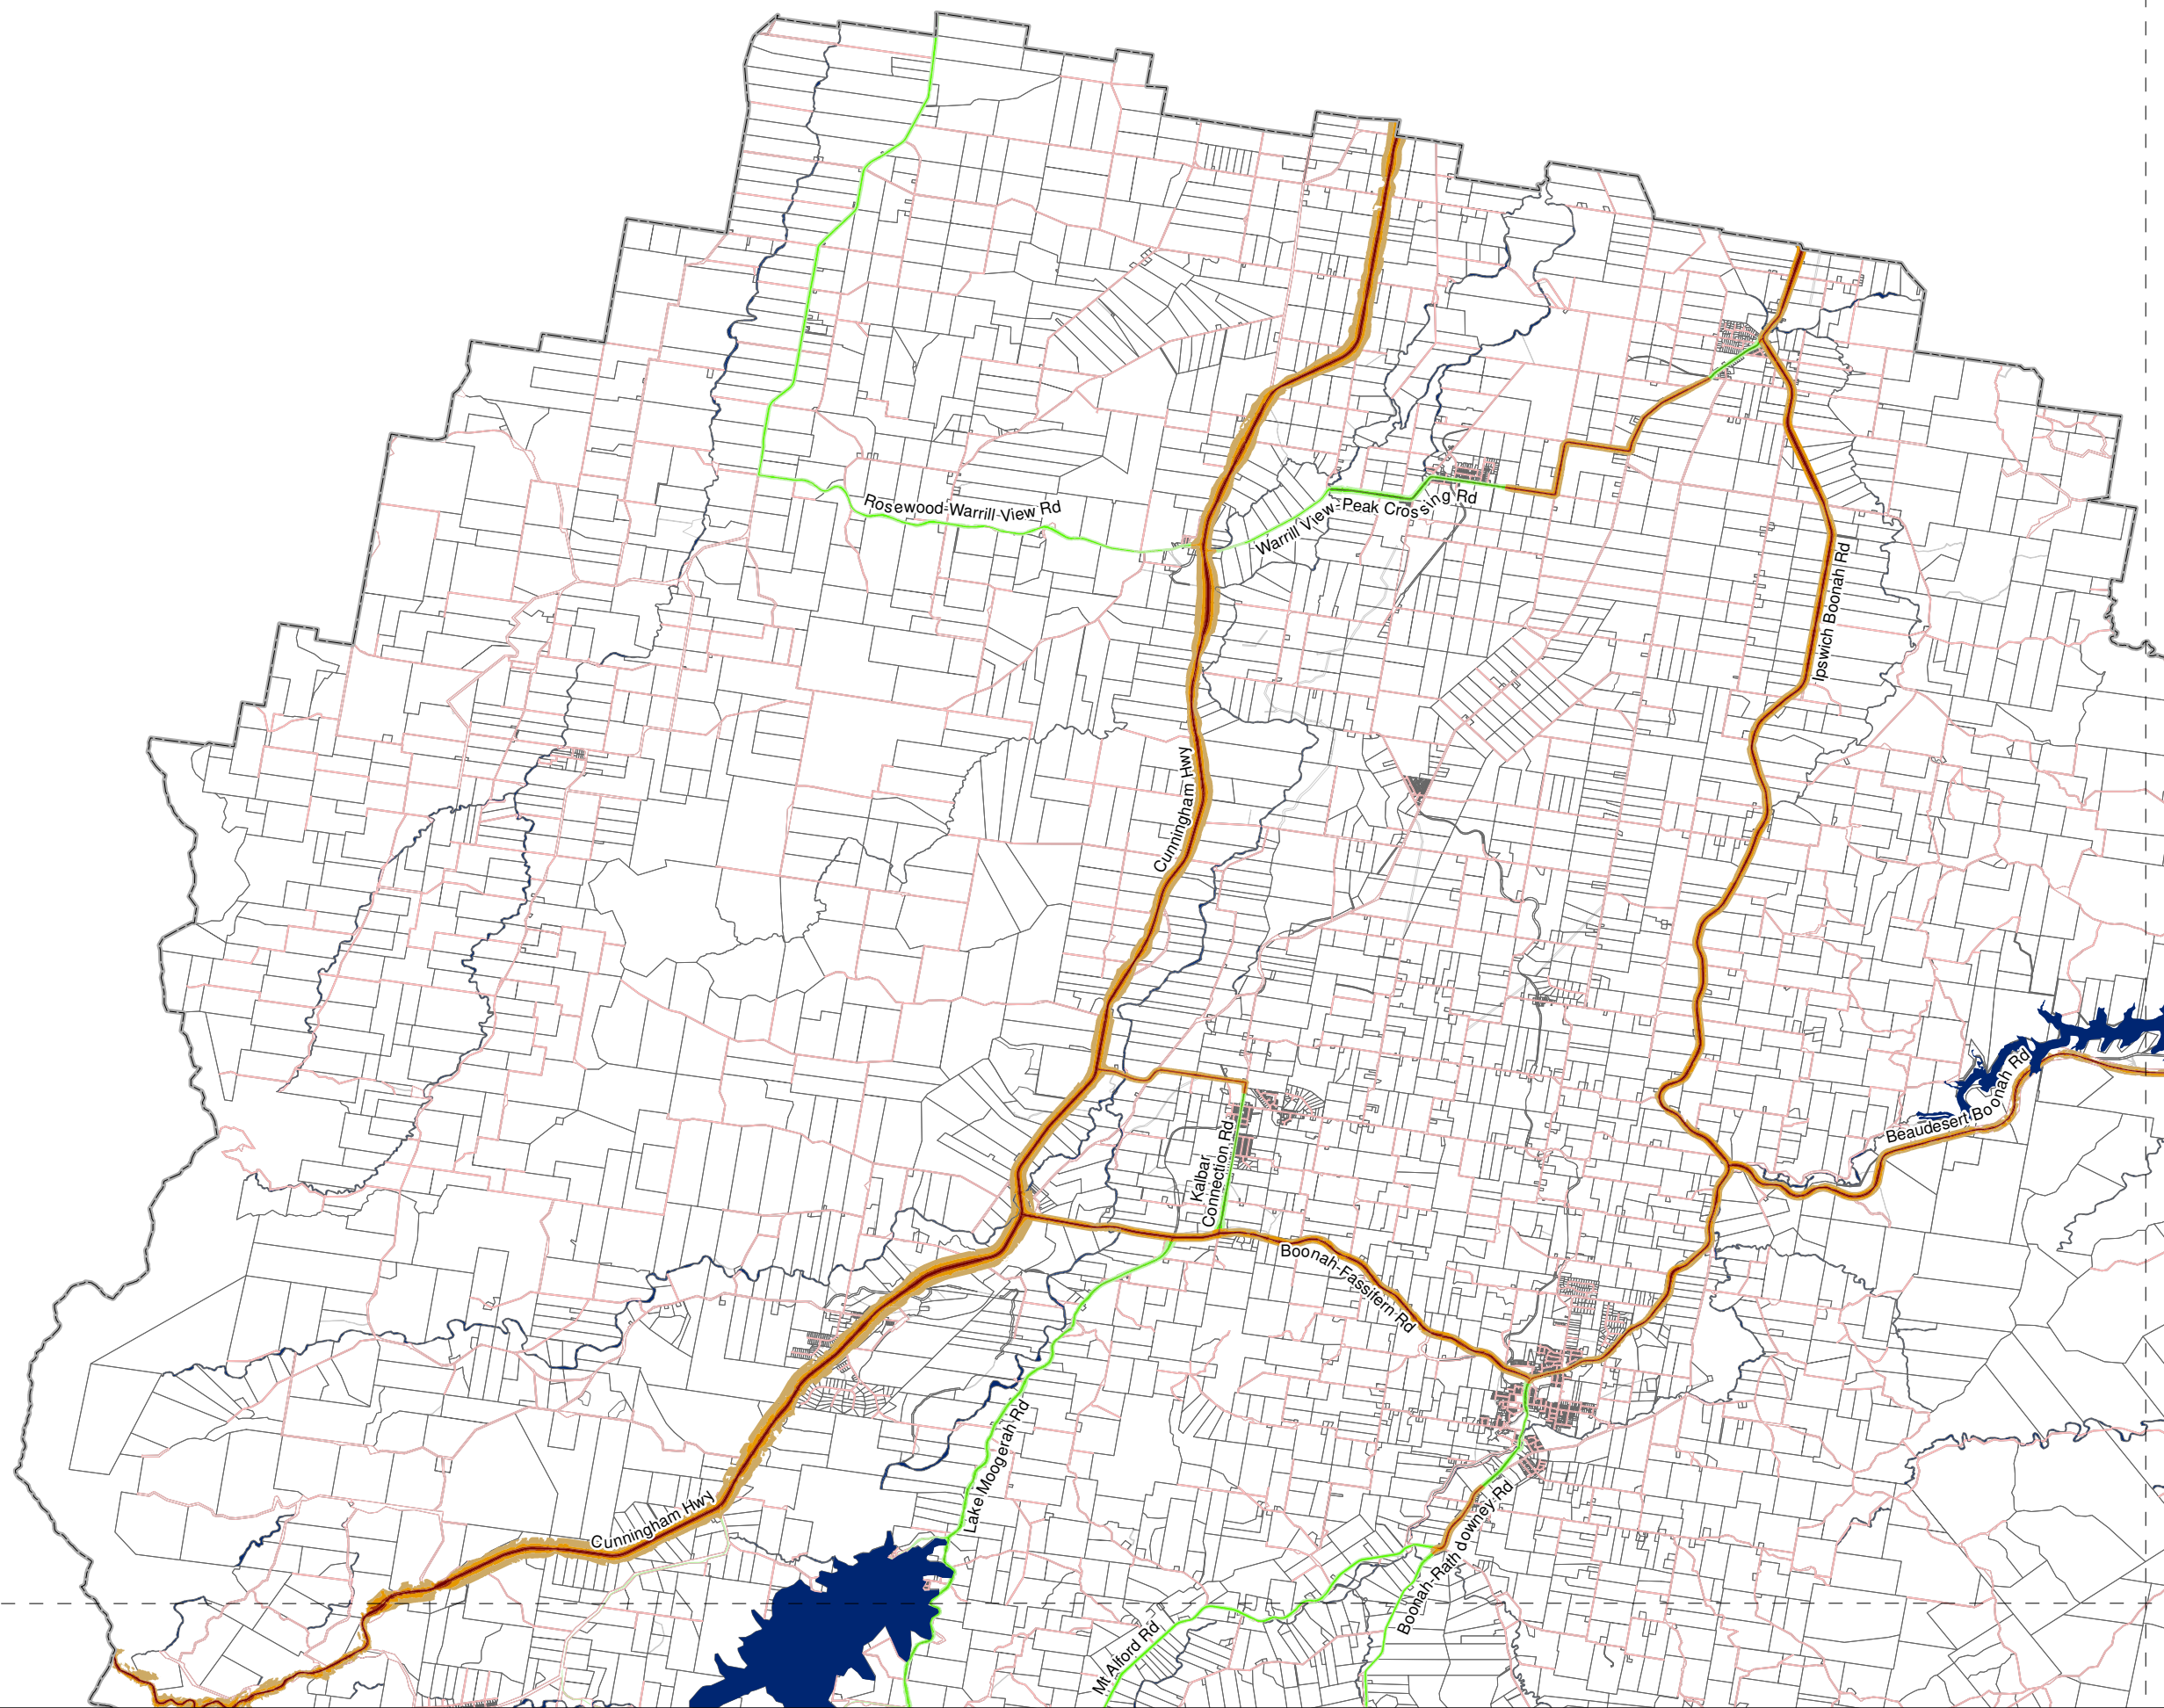 Rosewood-Warrill View Rd
Warrill View-Peak Crossing Rd
Ipswich Boonah Rd
Cunningham Hwy
Beaudesert Boonah Rd
Kalbar
Connection Rd
Boonah-Fassifern Rd
Lake Moogerah Rd
Cunningham Hwy
Boonah-Rathdowney Rd
Mt Alford Rd